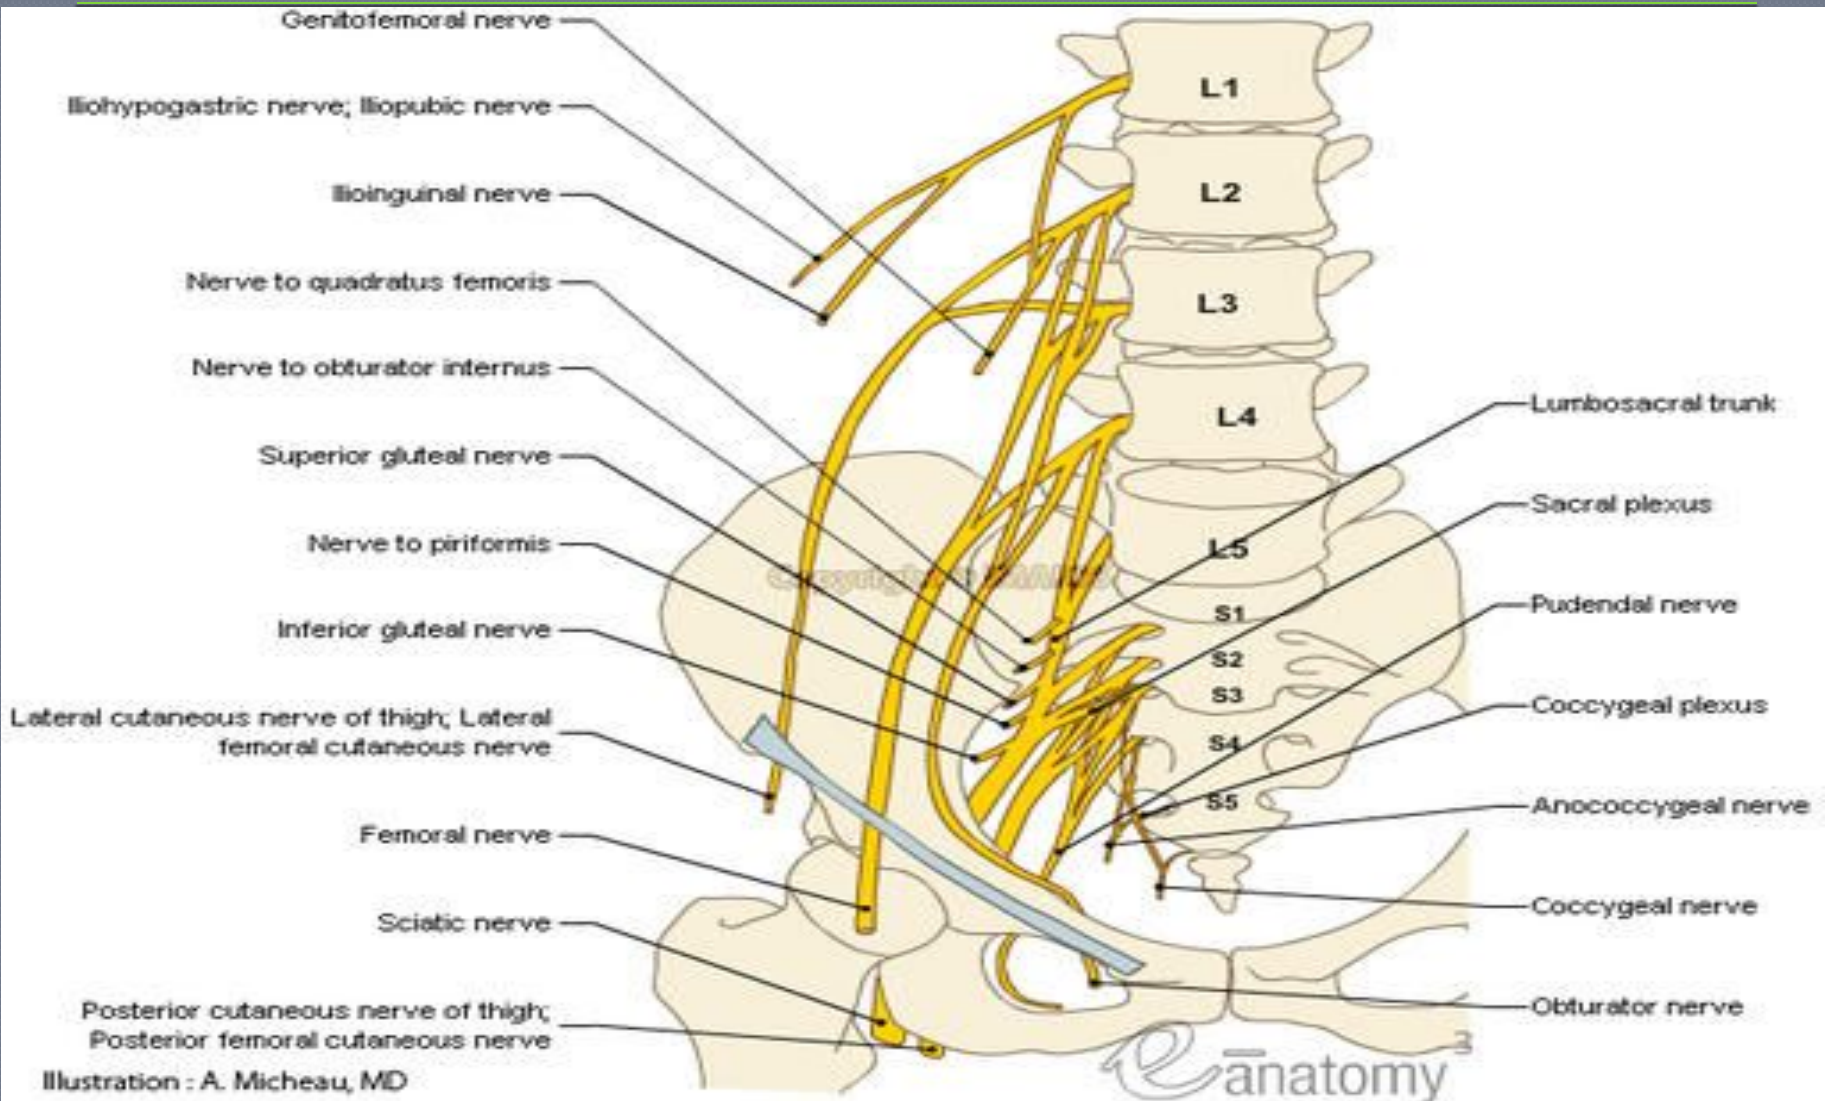 Genitofemoral nerve
Iliohypogastric nerve; Iliopubic nerve
Ilioinguinal nerve
Nerve to quadratus femoris
Nerve to obturator internus
Superior gluteal nerve
Nerve to piriformis
Inferior gluteal nerve
Lateral cutaneous nerve of thigh; Lateral
femoral cutaneous nerve
Femoral nerve
Sciatic nerve
Posterior cutaneous nerve of thigh;
Posterior femoral cutaneous nerve
Illustration : A. Micheau, MD
L1
L2
L3
L4
L5
S1
S2
S3
S4
S5
Copyright
Lumbosacral trunk
Sacral plexus
Pudendal nerve
Coccygeal plexus
Anococcygeal nerve
Coccygeal nerve
Obturator nerve
e-anatomy
3